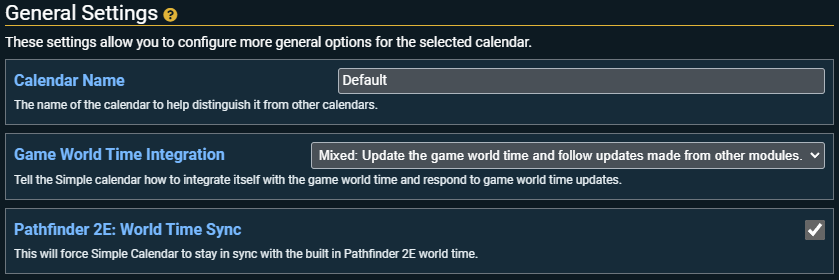 General Settings ?
These settings allow you to configure more general options for the selected calendar.
Calendar Name
Default
The name of the calendar to help distinguish it from other calendars.
Game World Time Integration
Mixed: Update the game world time and follow updates made from other modules.
Tell the Simple calendar how to integrate itself with the game world time and respond to game world time updates.
Pathfinder 2E: World Time Sync
This will force Simple Calendar to stay in sync with the built in Pathfinder 2E world time.